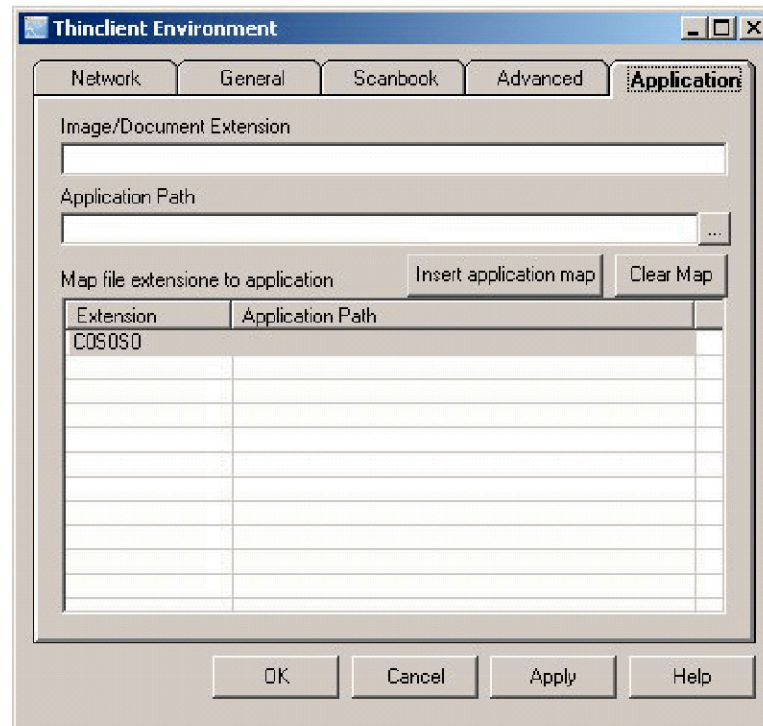 Thinclient Environment
Network General Scanbook Advanced Application
Image/Document Extension
Application Path
...
Map file extensione to application Insert application map Clear Map
Extension Application Path
COSOSO
OK Cancel Apply Help